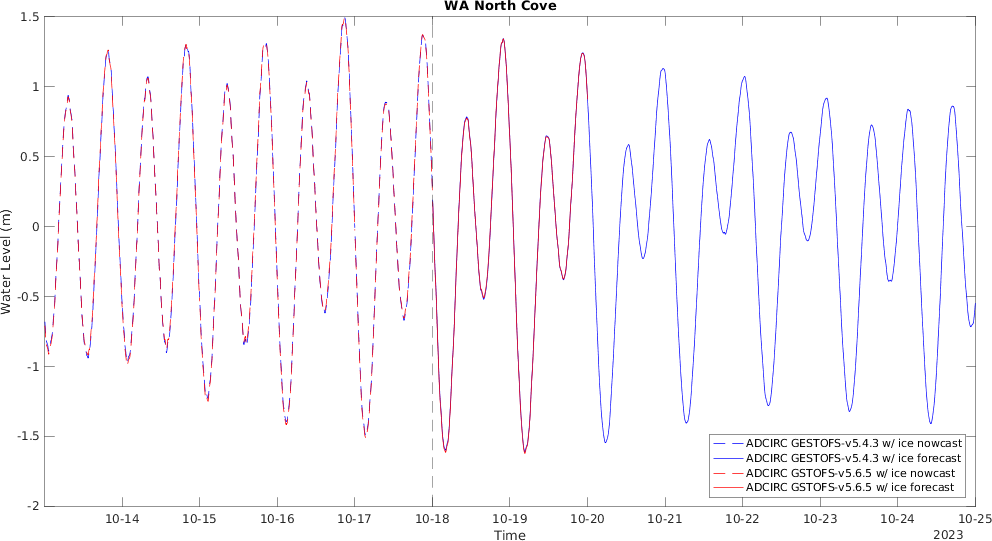 WA North Cove
1.5
1
0.5
0
-0.5
-1
-1.5
-2
Water Level (m)
10-14 10-15 10-16 10-17 10-18 10-19 10-20 10-21 10-22 10-23 10-24 10-25
Time
2023
ADCIRC GESTOFS-v5.4.3 w/ ice nowcast
ADCIRC GESTOFS-v5.4.3 w/ ice forecast
ADCIRC GSTOFS-v5.6.5 w/ ice nowcast
ADCIRC GSTOFS-v5.6.5 w/ ice forecast